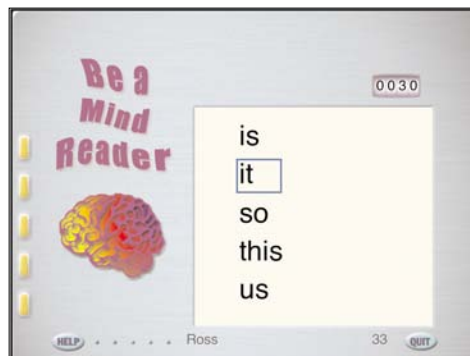 Be a
Mind
Reader
0030
is
it
so
this
us
HELP
Ross
33
QUIT